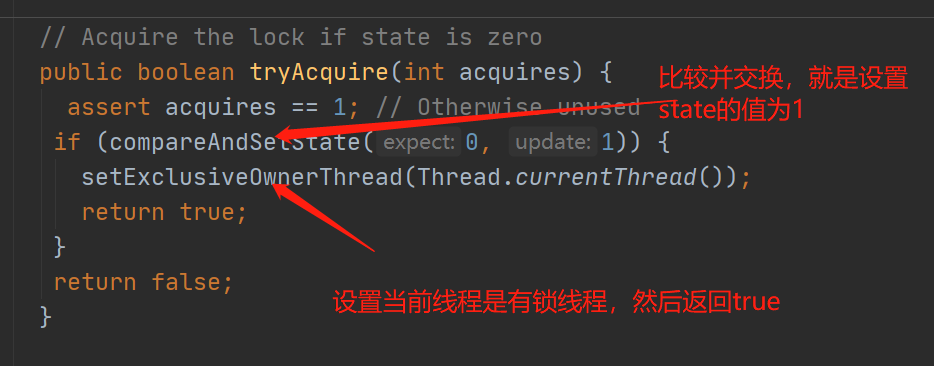 // Acquire the lock if state is zero
public boolean tryAcquire(int acquires) {
assert acquires == 1; // Otherwise unused
if (compareAndSetState( expect: 0, update: 1)) {
setExclusiveOwnerThread(Thread.currentThread());
return true;
}
return false;
}
比较并交换，就是设置
state的值为1
设置当前线程是有锁线程，然后返回true